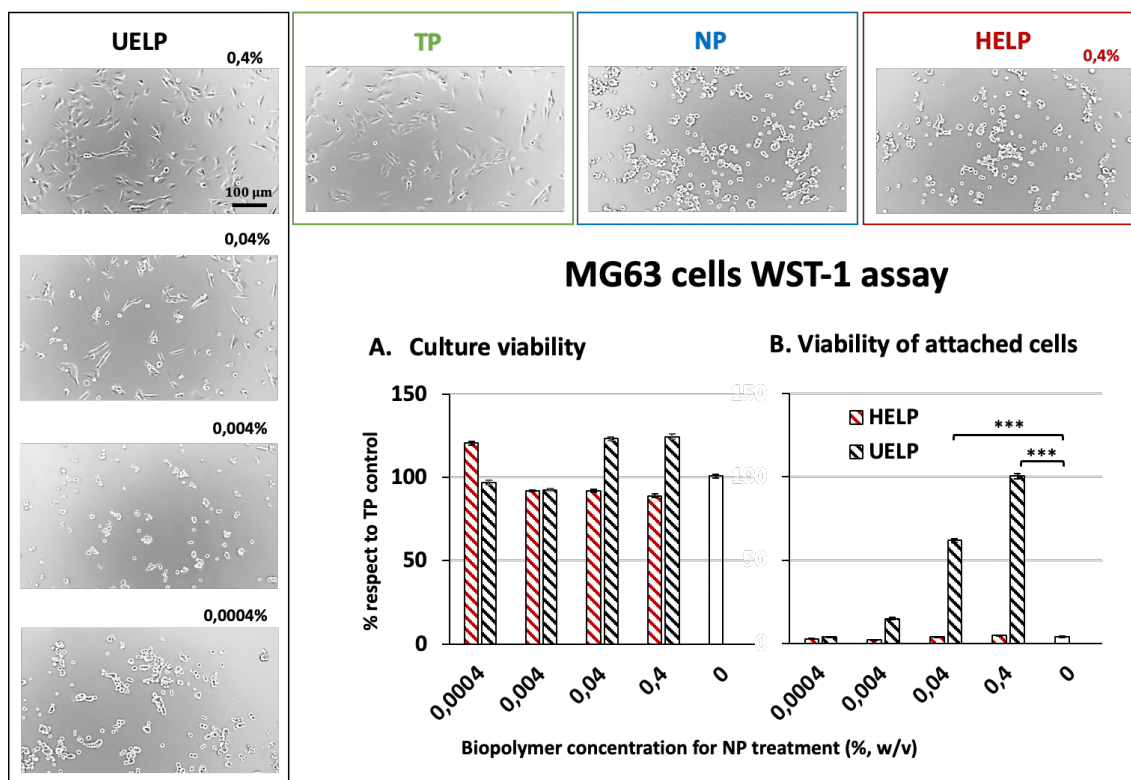 UELP
0,4%
100 µm
0,04%
0,004%
0,0004%
TP
NP
HELP
0,4%
MG63 cells WST-1 assay
A. Culture viability
% respect to TP control
150
100
50
0
0,0004
0,004
0,04
0,4
0
B. Viability of attached cells
150
100
50
0
HELP
UELP
***
***
0,0004
0,004
0,04
0,4
0
Biopolymer concentration for NP treatment (%, w/v)